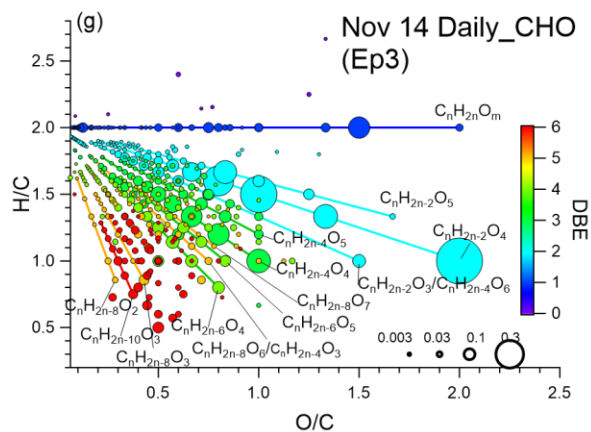 (g)
Nov 14 Daily_CHO
(Ep3)
2.5
2.0
1.5
1.0
0.5
H/C
CnH2nOm
CnH2n-2O5
CnH2n-4O5
CnH2n-2O4
CnH2n-4O4
CnH2n-2O3/CnH2n-4O6
CnH2n-8O7
CnH2n-8O2
CnH2n-6O5
CnH2n-10O3
CnH2n-6O4
CnH2n-8O6/CnH2n-4O3
CnH2n-8O3
0.003 0.03 0.1 0.3
0.5 1.0 1.5 2.0 2.5
O/C
6
5
4
3
2
1
0
DBE